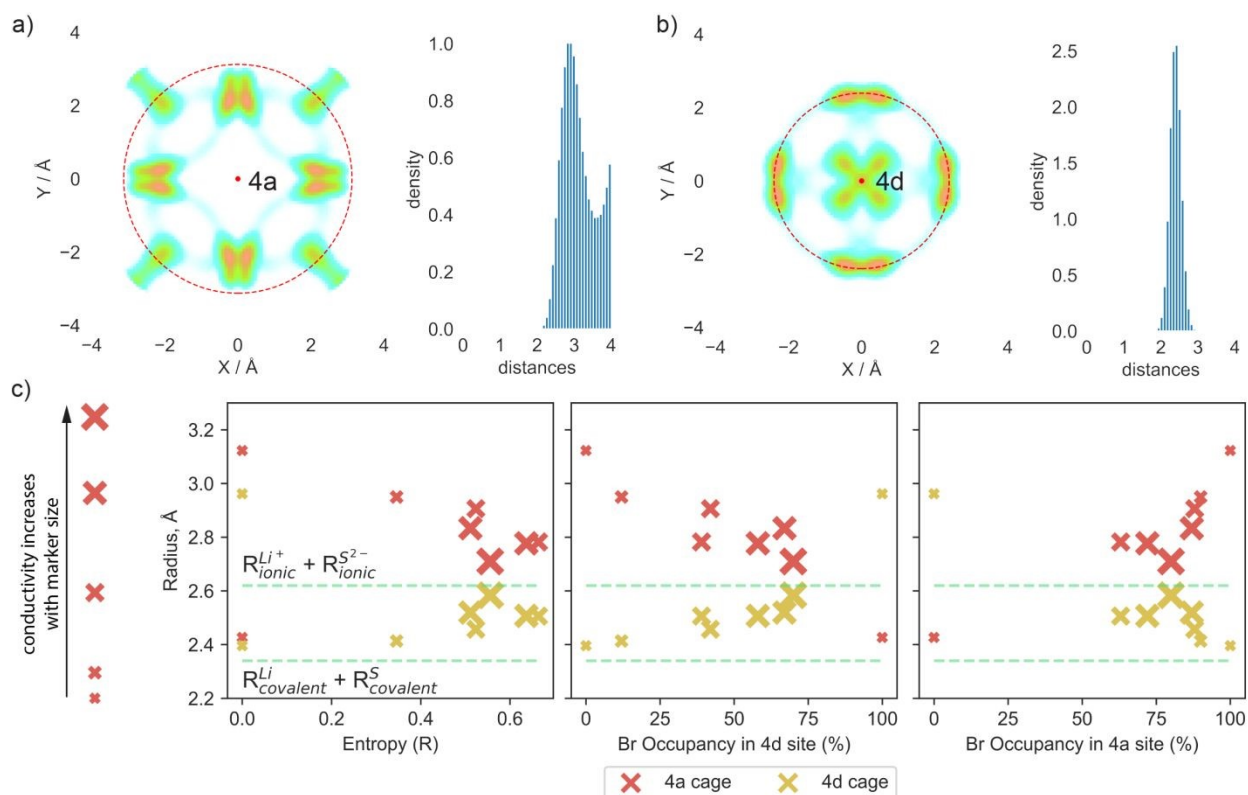 a)
4
2
0
−2
−4
Y / Å
4a
−4 −2 0 2 4
X / Å
1.0
0.8
0.6
0.4
0.2
0.0
density
0 1 2 3 4
distances
b)
4
2
0
−2
−4
Y / Å
4d
−4 −2 0 2 4
X / Å
2.5
2.0
1.5
1.0
0.5
0.0
density
0 1 2 3 4
distances
c)
conductivity increases
with marker size
3.2
3.0
2.8
2.6
2.4
2.2
Radius, Å
R_{ionic}^{Li^+} + R_{ionic}^{S^{2−}}
R_{covalent}^{Li} + R_{covalent}^{S}
0.0 0.2 0.4 0.6
Entropy (R)
0 25 50 75 100
Br Occupancy in 4d site (%)
0 25 50 75 100
Br Occupancy in 4a site (%)
4a cage 4d cage